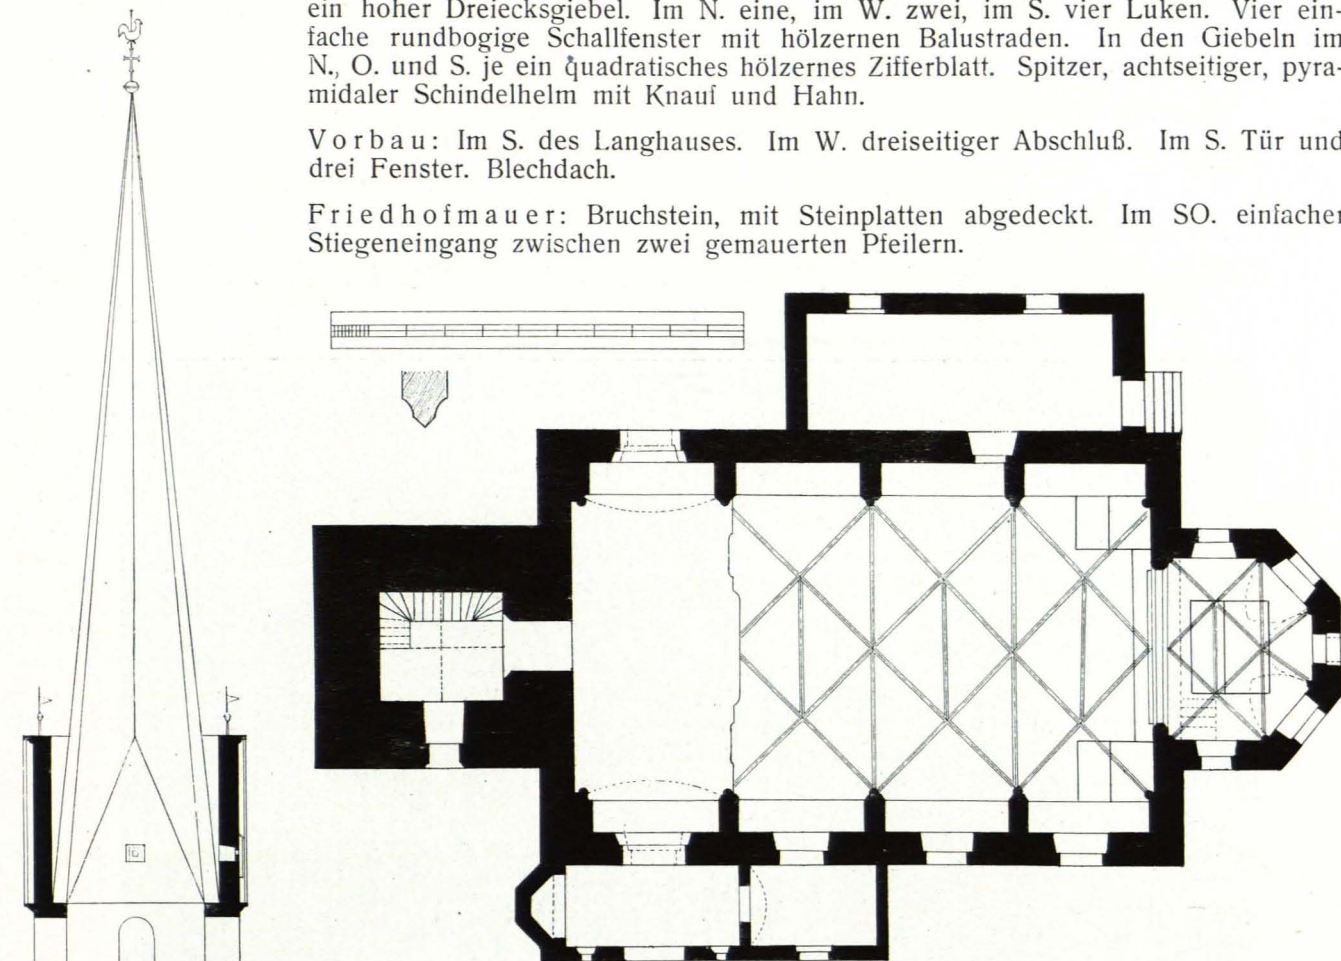 ein hoher Dreiecksgiebel. Im N. eine, im W. zwei, im S. vier Luken. Vier ein-
fache rundbogige Schallfenster mit hölzernen Balustraden. In den Giebeln im
N., O. und S. je ein quadratisches hölzernes Zifferblatt. Spitzer, achtseitiger, pyra-
midaler Schindelhelm mit Knauf und Hahn.
Vorbau: Im S. des Langhauses. Im W. dreiseitiger Abschluß. Im S. Tür und
drei Fenster. Blechdach.
Friedhofmauer: Bruchstein, mit Steinplatten abgedeckt. Im SO. einfacher
Stiegeneingang zwischen zwei gemauerten Pfeilern.